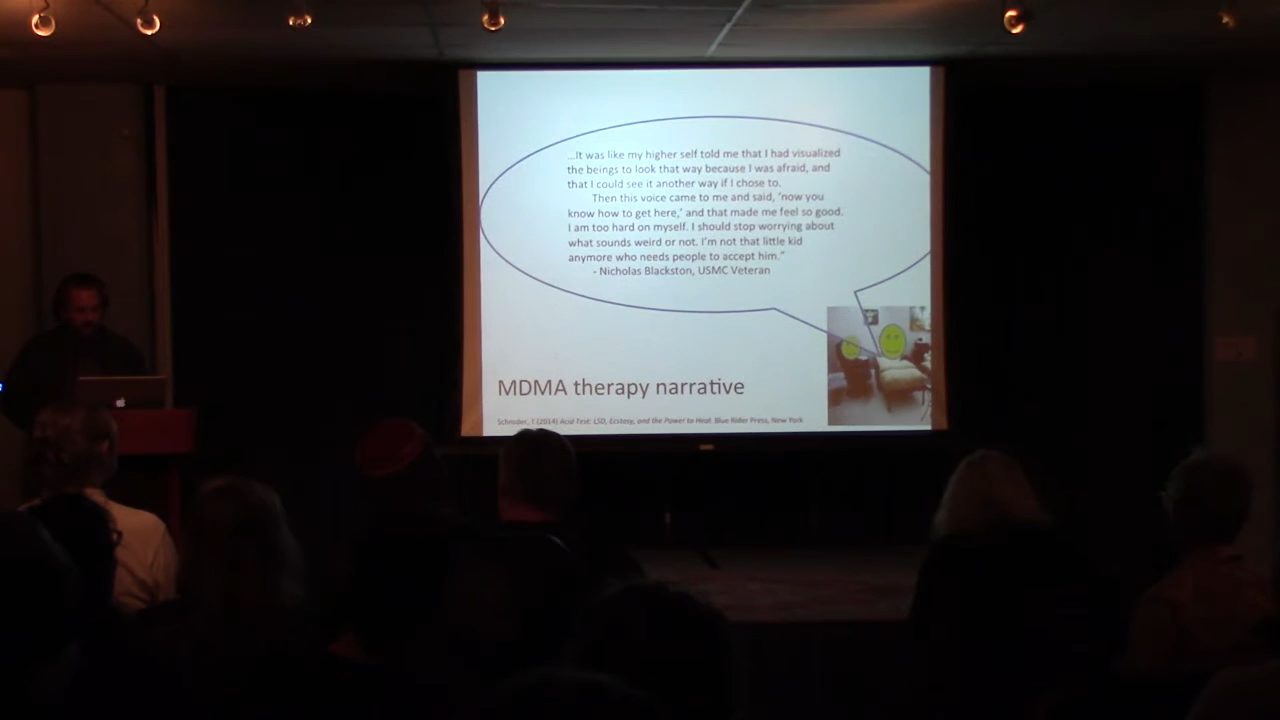 ...It was like my higher self told me that I had visualized
the beings to look that way because I was afraid, and
that I could see it another way if I chose to.
Then this voice came to me and said, 'now you
know how to get here,' and that made me feel so good.
I am too hard on myself. I should stop worrying about
what sounds weird or not. I'm not that little kid
anymore who needs people to accept him."
- Nicholas Blackston, USMC Veteran
MDMA therapy narrative
Schroder, T (2014) Acid Test: LSD, Ecstasy, and the Power to Heal. Blue Rider Press, New York